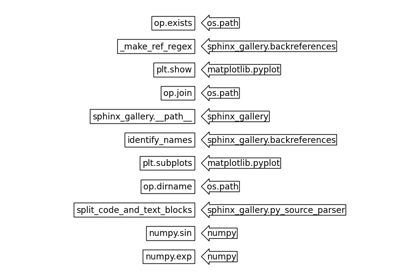 op.exists os.path
_make_ref_regex sphinx_gallery.backreferences
plt.show matplotlib.pyplot
op.join os.path
sphinx_gallery.__path__ sphinx_gallery
identify_names sphinx_gallery.backreferences
plt.subplots matplotlib.pyplot
op.dirname os.path
split_code_and_text_blocks sphinx_gallery.py_source_parser
numpy.sin numpy
numpy.exp numpy